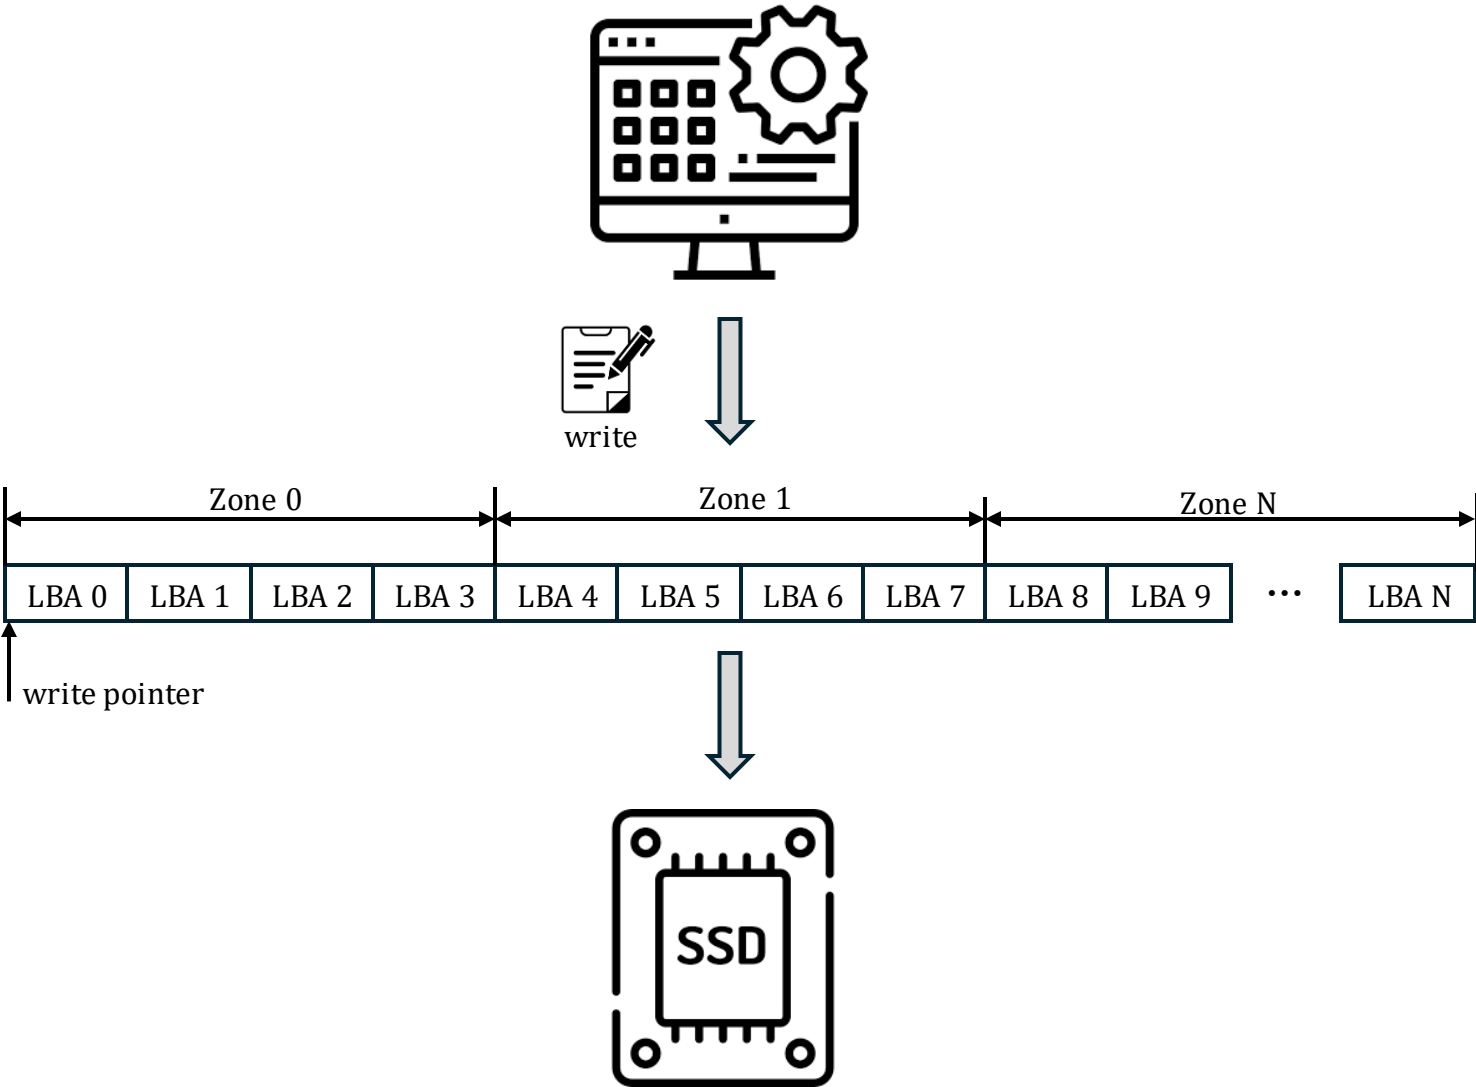 write
Zone 0
Zone 1
Zone N
LBA 0 LBA 1 LBA 2 LBA 3 LBA 4 LBA 5 LBA 6 LBA 7 LBA 8 LBA 9 ... LBA N
write pointer
SSD